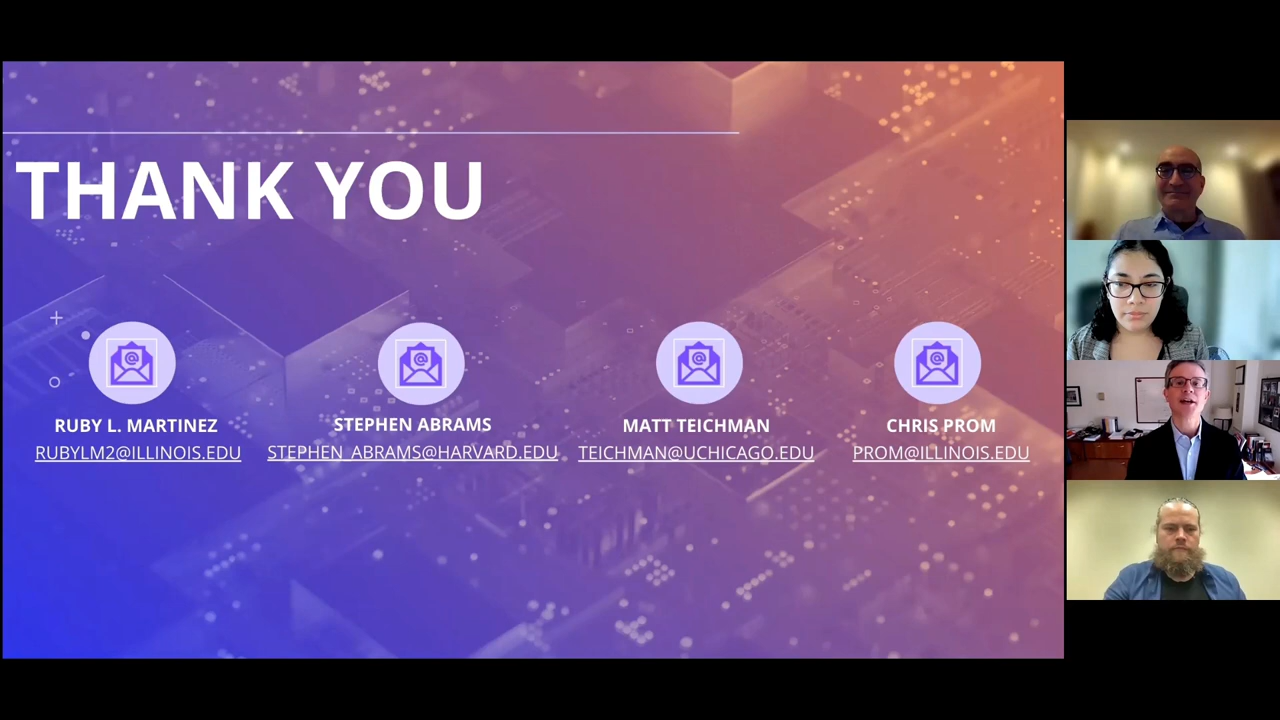 THANK YOU
RUBY L. MARTINEZ
RUBYLM2@ILLINOIS.EDU
STEPHEN ABRAMS
STEPHEN_ABRAMS@HARVARD.EDU
MATT TEICHMAN
TEICHMAN@UCHICAGO.EDU
CHRIS PROM
PROM@ILLINOIS.EDU